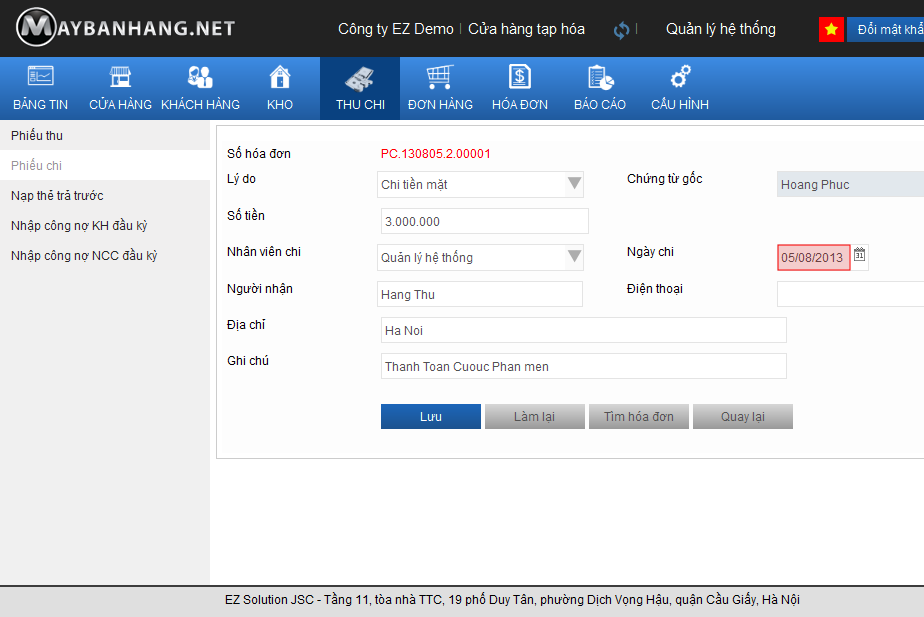 MAYBANHANG.NET
Công ty EZ Demo | Cửa hàng tạp hóa | Quản lý hệ thống
BẢNG TIN CỬA HÀNG KHÁCH HÀNG KHO THU CHI ĐƠN HÀNG HÓA ĐƠN BÁO CÁO CẤU HÌNH
Phiếu thu
Phiếu chi
Nạp thẻ trả trước
Nhập công nợ KH đầu kỳ
Nhập công nợ NCC đầu kỳ
Số hóa đơn PC.130805.2.00001
Lý do Chi tiền mặt Chứng từ gốc Hoang Phuc
Số tiền 3.000.000
Nhân viên chi Quản lý hệ thống Ngày chi 05/08/2013 31
Người nhận Hang Thu Điện thoại
Địa chỉ Ha Noi
Ghi chú Thanh Toan Cuouc Phan men
Lưu Làm lại Tìm hóa đơn Quay lại
EZ Solution JSC - Tầng 11, tòa nhà TTC, 19 phố Duy Tân, phường Dịch Vọng Hậu, quận Cầu Giấy, Hà Nội